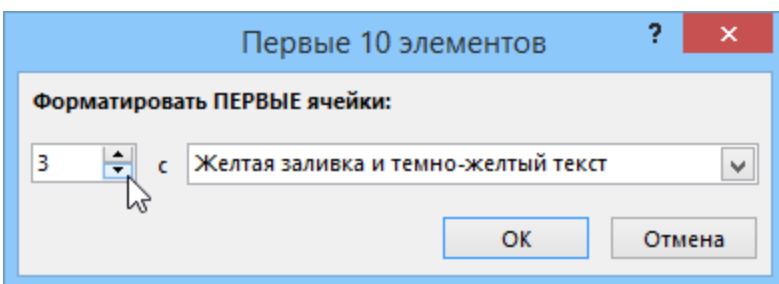 Первые 10 элементов ?
Форматировать ПЕРВЫЕ ячейки:
3 с Желтая заливка и темно-желтый текст
ОК Отмена